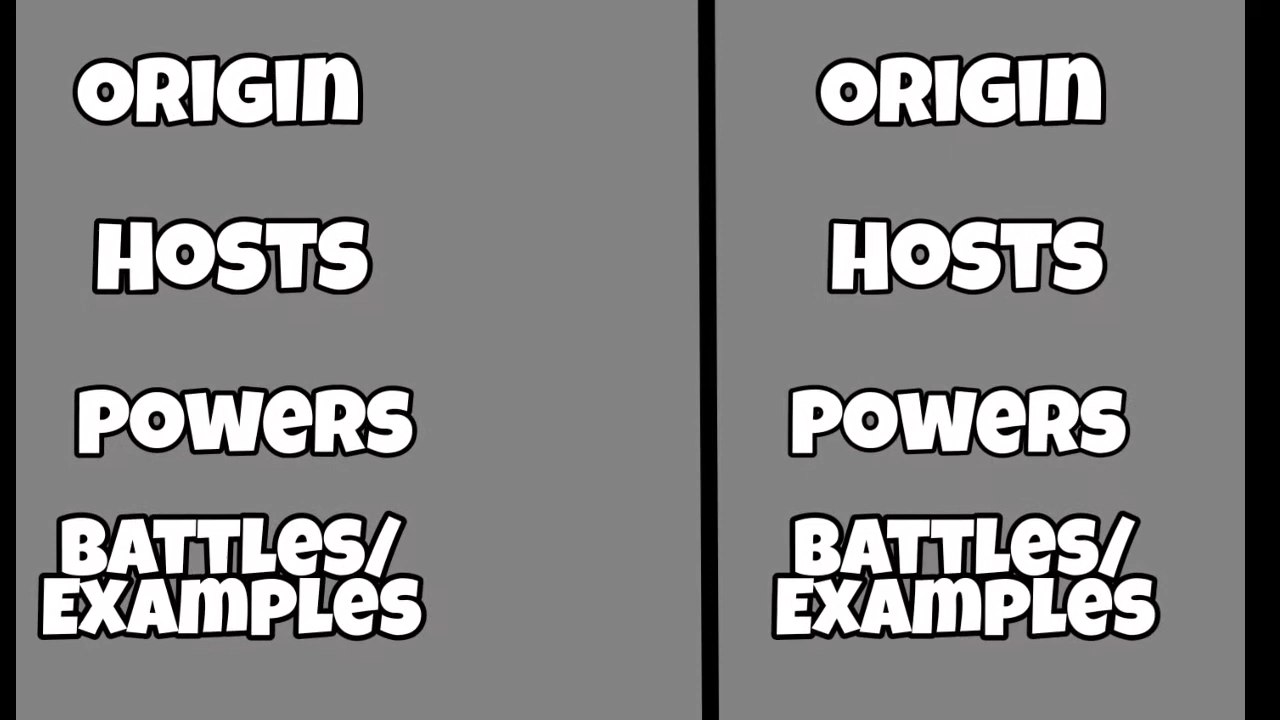 ORIGIN
HOSTS
POWERS
BATTLES/
EXAMPLES
ORIGIN
HOSTS
POWERS
BATTLES/
EXAMPLES